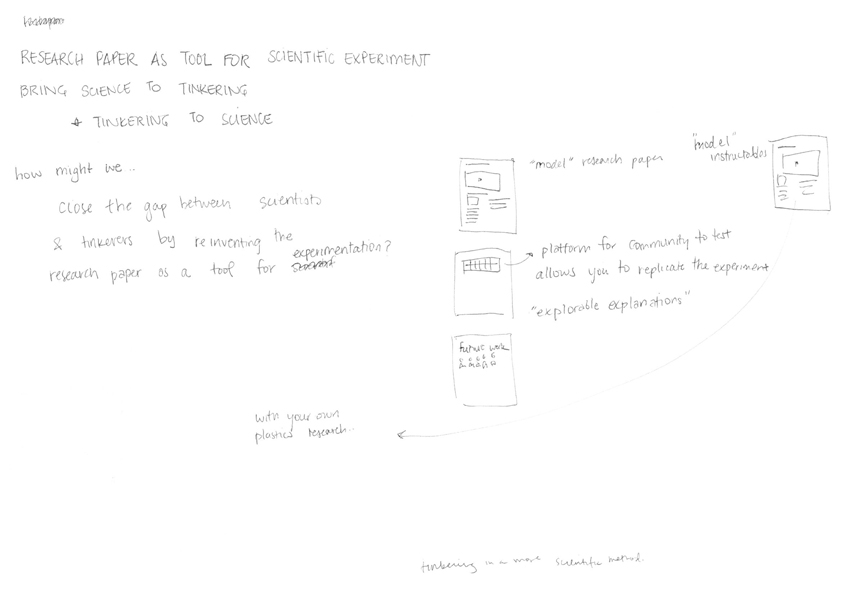 RESEARCH PAPER AS TOOL FOR SCIENTIFIC EXPERIMENT
BRING SCIENCE TO TINKERING
+ TINKERING TO SCIENCE
how might we..
close the gap between scientists
& tinkerers by reinventing the
research paper as a tool for experimentation?
"model" research paper
"model"
instructables
platform for community to test
allows you to replicate the experiment
"explorable explanations"
future work
with your own
plastics research...
tinkering in a more scientific method.